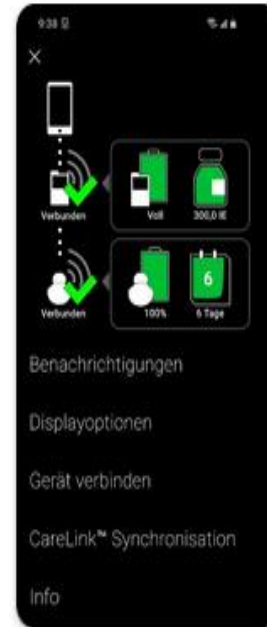 9:38
Verbunden
Voll
300,0 IE
Verbunden
6
100%
6 Tage
Benachrichtigungen
Displayoptionen
Gerät verbinden
CareLink™ Synchronisation
Info